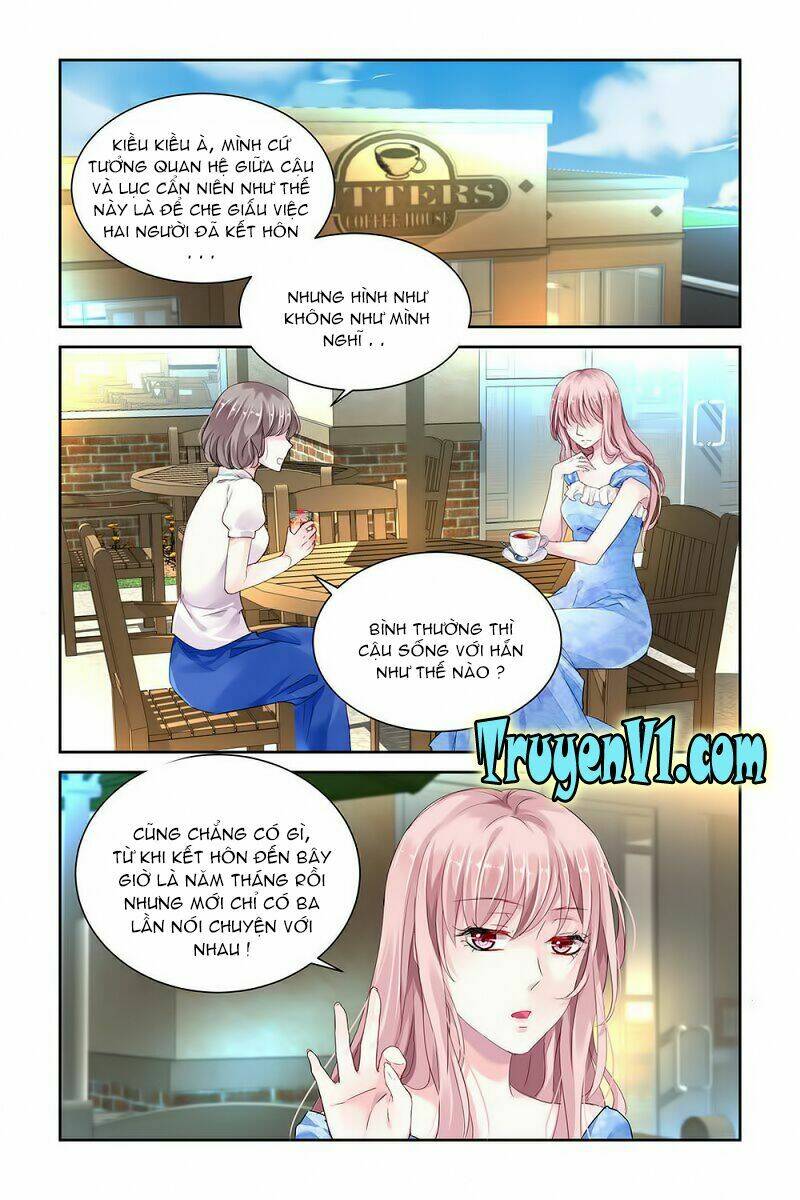 KIỀU KIỀU À, MÌNH CỨ
TƯỞNG QUAN HỆ GIỮA CẬU
VÀ LỤC CẨN NIÊN NHƯ THẾ
NÀY LÀ ĐỂ CHE GIẤU VIỆC
HAI NGƯỜI ĐÃ KẾT HÔN
. . .
TTERS
COFFEE HOUSE
NHƯNG HÌNH NHƯ
KHÔNG NHƯ MÌNH
NGHĨ . .
BÌNH THƯỜNG THÌ
CẬU SỐNG VỚI HẮN
NHƯ THẾ NÀO ?
TruyenV1.com
CŨNG CHẲNG CÓ GÌ,
TỪ KHI KẾT HÔN ĐẾN BÂY
GIỜ LÀ NĂM THÁNG RỒI
NHƯNG MỚI CHỈ CÓ BA
LẦN NÓI CHUYỆN VỚI
NHAU !